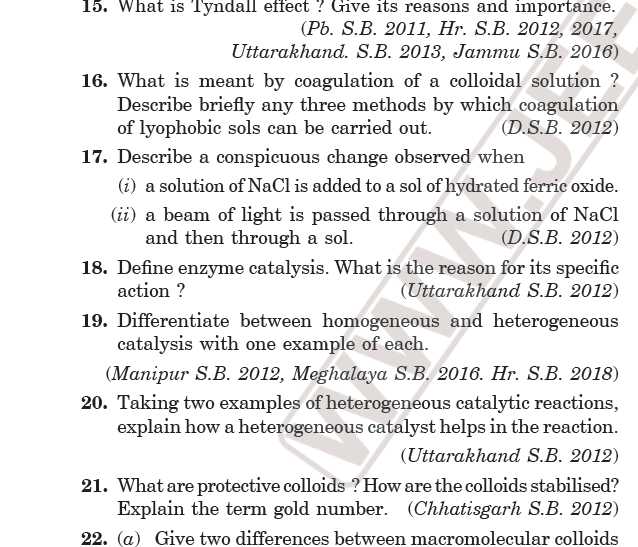 15. What is Tyndall effect ? Give its reasons and importance.
(Pb. S.B. 2011, Hr. S.B. 2012, 2017,
Uttarakhand. S.B. 2013, Jammu S.B. 2016)
16. What is meant by coagulation of a colloidal solution ?
Describe briefly any three methods by which coagulation
of lyophobic sols can be carried out. (D.S.B. 2012)
17. Describe a conspicuous change observed when
(i) a solution of NaCl is added to a sol of hydrated ferric oxide.
(ii) a beam of light is passed through a solution of NaCl
and then through a sol. (D.S.B. 2012)
18. Define enzyme catalysis. What is the reason for its specific
action ? (Uttarakhand S.B. 2012)
19. Differentiate between homogeneous and heterogeneous
catalysis with one example of each.
(Manipur S.B. 2012, Meghalaya S.B. 2016. Hr. S.B. 2018)
20. Taking two examples of heterogeneous catalytic reactions,
explain how a heterogeneous catalyst helps in the reaction.
(Uttarakhand S.B. 2012)
21. What are protective colloids ? How are the colloids stabilised?
Explain the term gold number. (Chhatisgarh S.B. 2012)
22. (a) Give two differences between macromolecular colloids
WWW.JEE